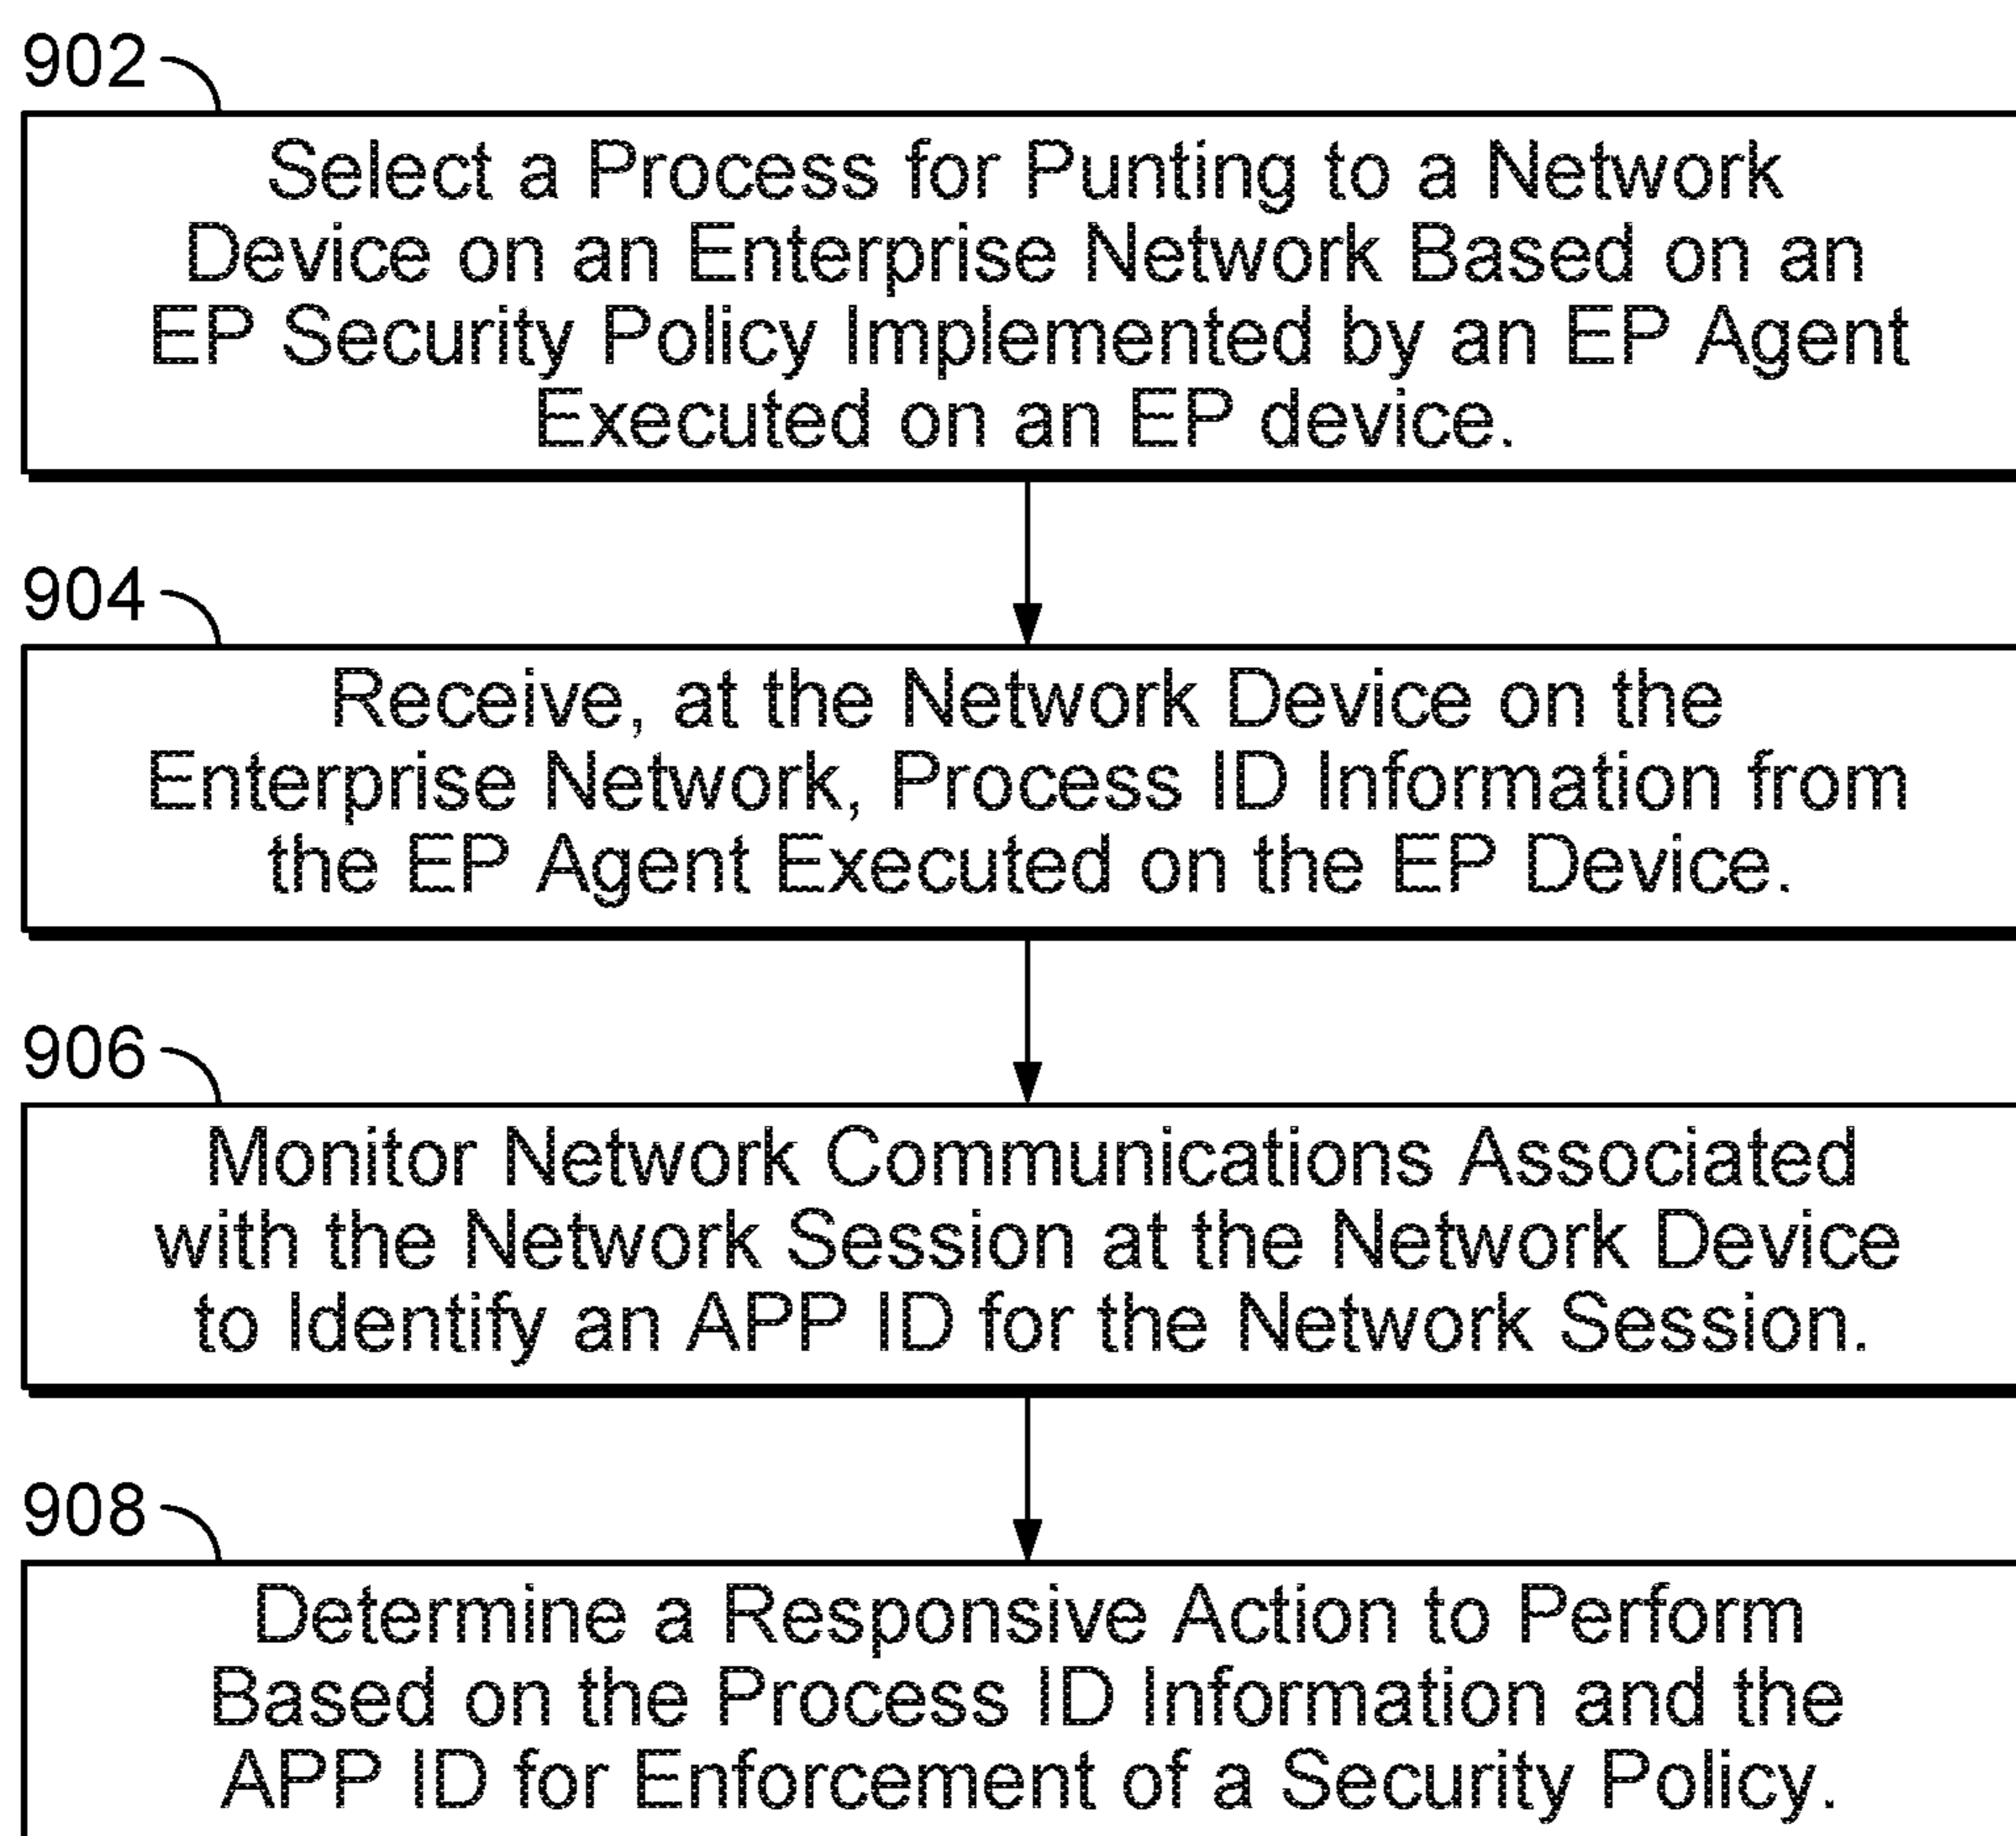 902
Select a Process for Punting to a Network
Device on an Enterprise Network Based on an
EP Security Policy Implemented by an EP Agent
Executed on an EP device.
904
Receive, at the Network Device on the
Enterprise Network, Process ID Information from
the EP Agent Executed on the EP Device.
906
Monitor Network Communications Associated
with the Network Session at the Network Device
to Identify an APP ID for the Network Session.
908
Determine a Responsive Action to Perform
Based on the Process ID Information and the
APP ID for Enforcement of a Security Policy.